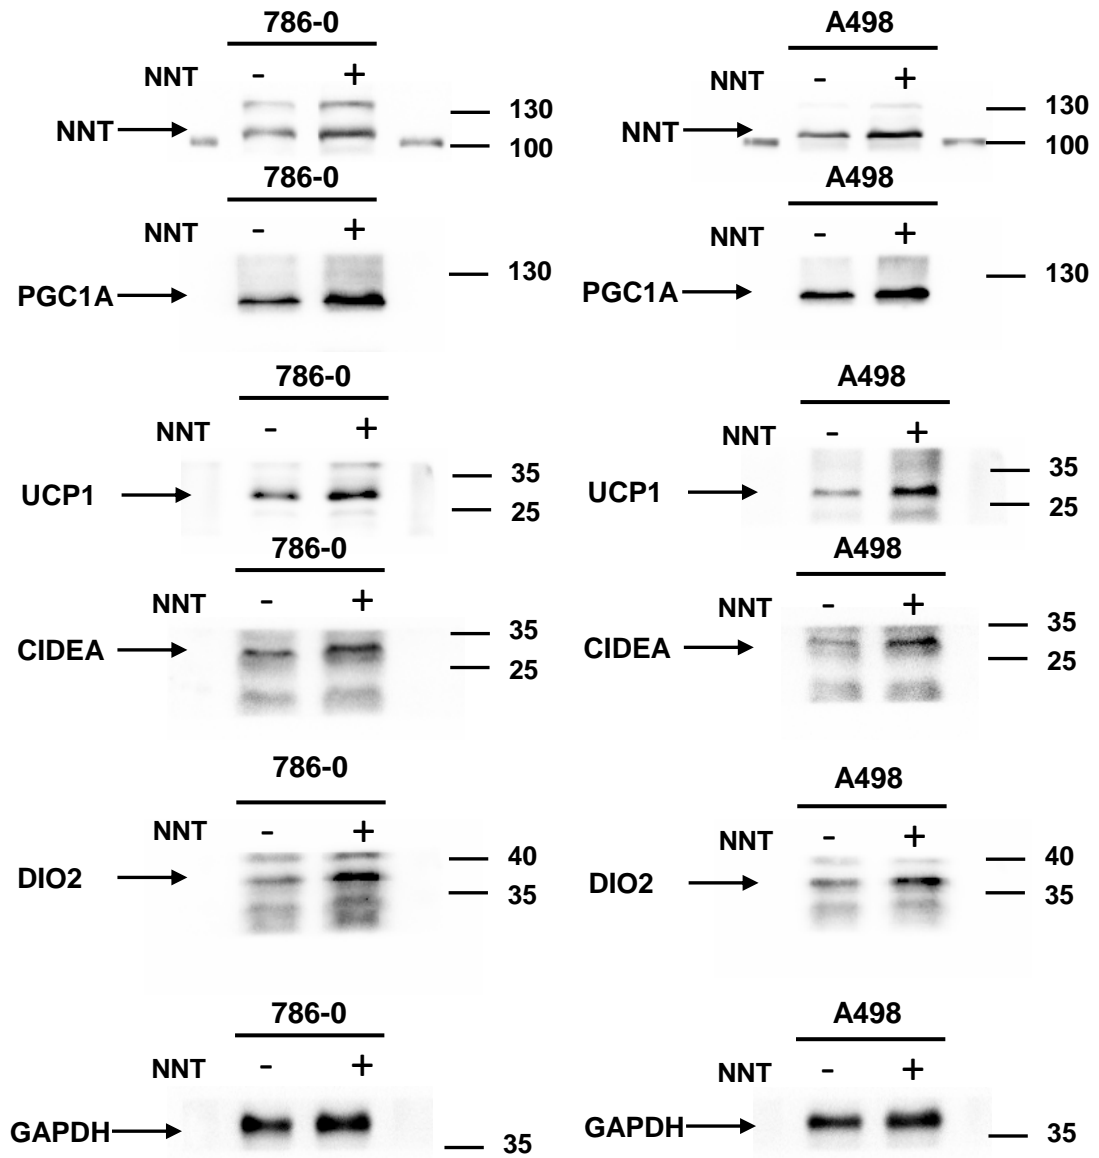 786-0 A498
NNT - + NNT - +
NNT 130 NNT 130
100 100
786-0 A498
NNT - + NNT - +
PGC1A 130 PGC1A 130
786-0 A498
NNT - + NNT - +
UCP1 35 UCP1 35
25 25
786-0 A498
NNT - + NNT - +
CIDEA 35 CIDEA 35
25 25
786-0 A498
NNT - + NNT - +
DIO2 40 DIO2 40
35 35
786-0 A498
NNT - + NNT - +
GAPDH 35 GAPDH 35